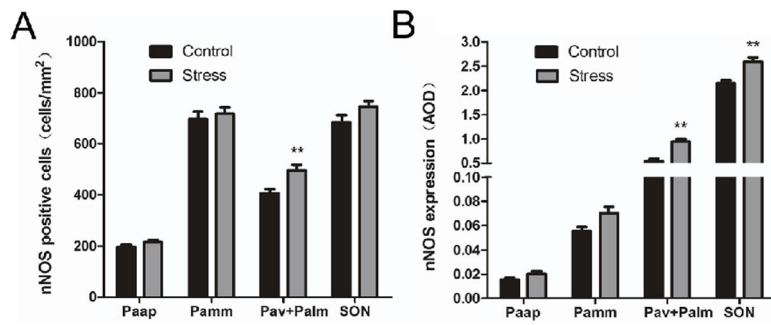 A
nNOS positive cells (cells/mm²)
1000
800
600
400
200
0
Control
Stress
**
Paap Pamm Pav+Palm SON
B
nNOS expression (AOD)
3.0
2.5
2.0
1.5
1.0
0.5
0.10
0.08
0.06
0.04
0.02
0.00
Control
Stress
**
**
Paap Pamm Pav+Palm SON